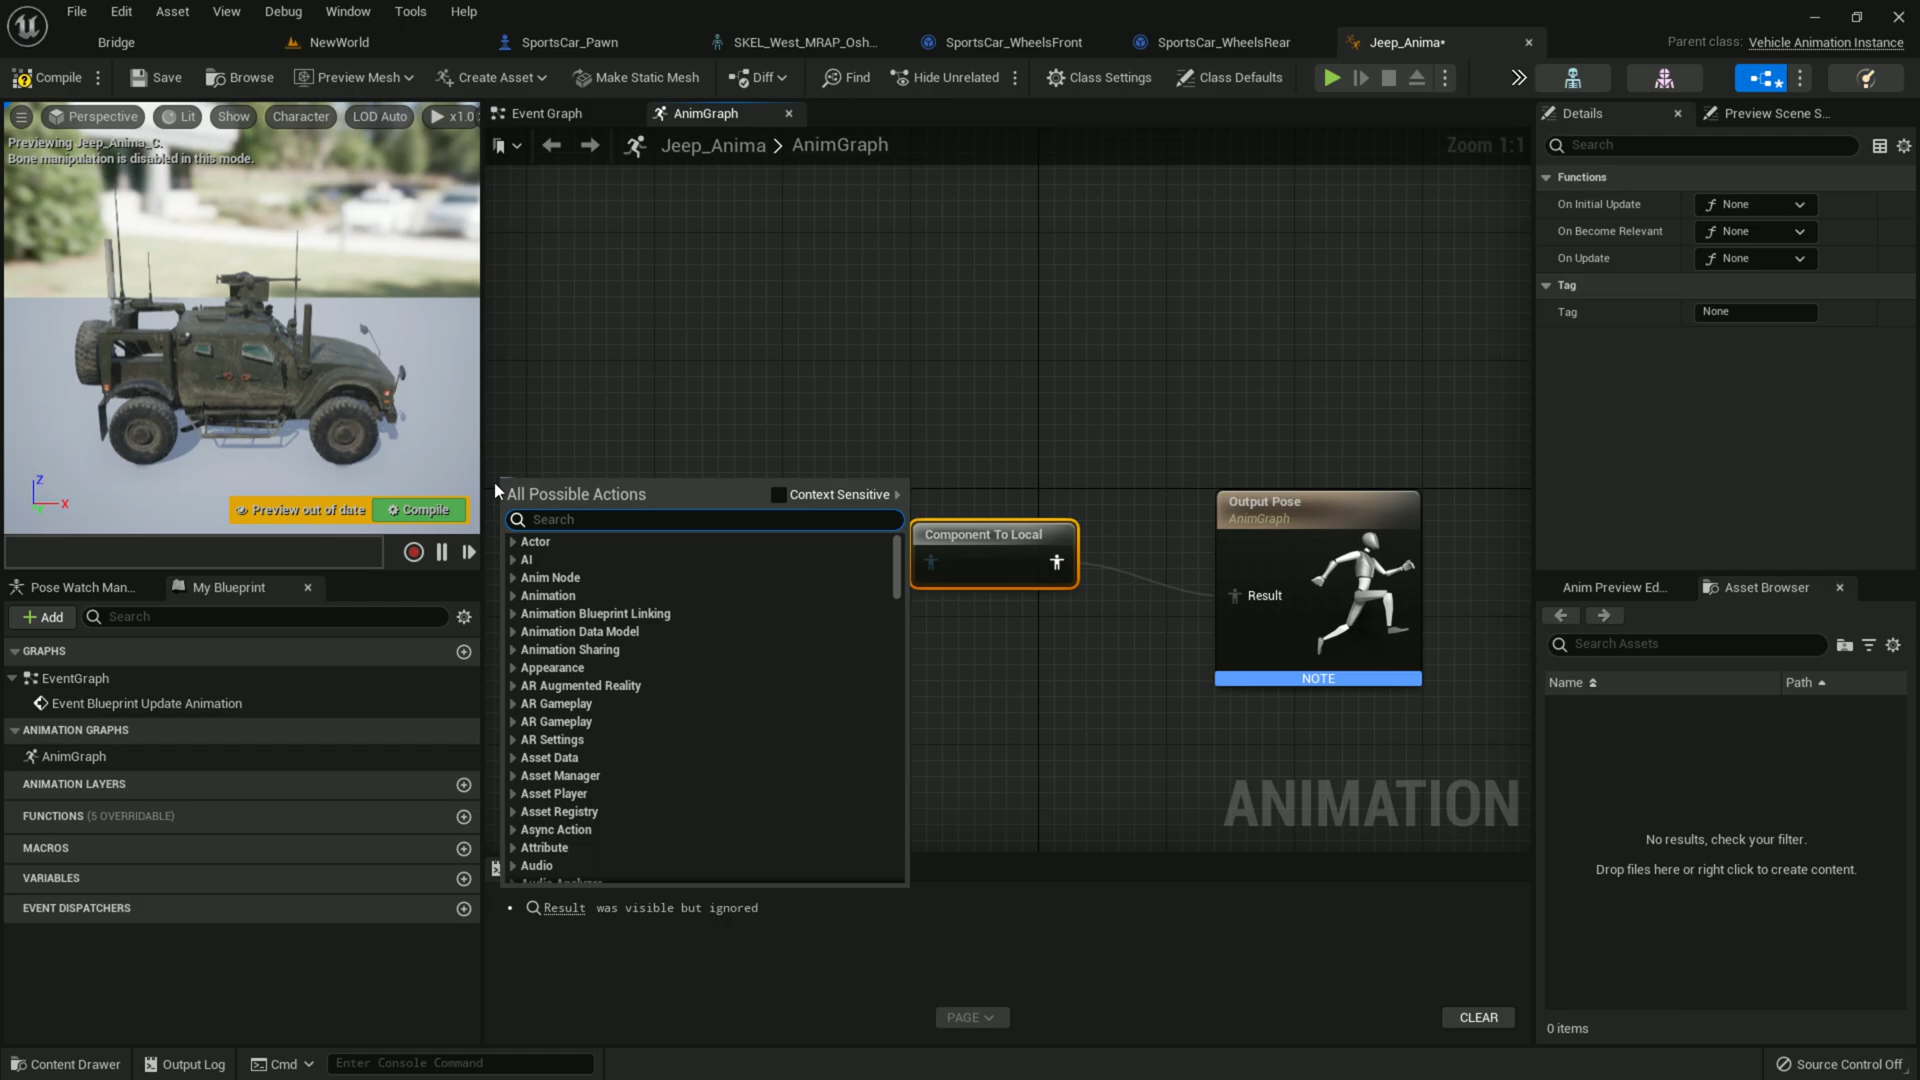 File Edit Asset View Debug Window Tools Help
Bridge NewWorld SportsCar_Pawn SKEL_West_MRAP_Osh... SportsCar_WheelsFront SportsCar_WheelsRear Jeep_Anima* Parent class: Vehicle Animation Instance
Compile Save Browse Preview Mesh Create Asset Make Static Mesh Diff Find Hide Unrelated Class Settings Class Defaults
Perspective Lit Show Character LOD Auto x1.0
Previewing Jeep_Anima_C.
Bone manipulation is disabled in this mode.
Z
X
Preview out of date Compile
Pose Watch Man... My Blueprint
Add Search
GRAPHS
EventGraph
Event Blueprint Update Animation
ANIMATION GRAPHS
AnimGraph
ANIMATION LAYERS
FUNCTIONS (5 OVERRIDABLE)
MACROS
VARIABLES
EVENT DISPATCHERS
Event Graph AnimGraph
Jeep_Anima > AnimGraph Zoom 1:1
All Possible Actions Context Sensitive
Search
Actor
AI
Anim Node
Animation
Animation Blueprint Linking
Animation Data Model
Animation Sharing
Appearance
AR Augmented Reality
AR Gameplay
AR Gameplay
AR Settings
Asset Data
Asset Manager
Asset Player
Asset Registry
Async Action
Attribute
Audio
Component To Local
Output Pose
AnimGraph
Result
NOTE
ANIMATION
Result was visible but ignored
PAGE CLEAR
Details Preview Scene S...
Search
Functions
On Initial Update None
On Become Relevant None
On Update None
Tag
Tag None
Anim Preview Ed... Asset Browser
Search Assets
Name Path
No results, check your filter.
Drop files here or right click to create content.
0 items
Content Drawer Output Log Cmd Enter Console Command Source Control Off